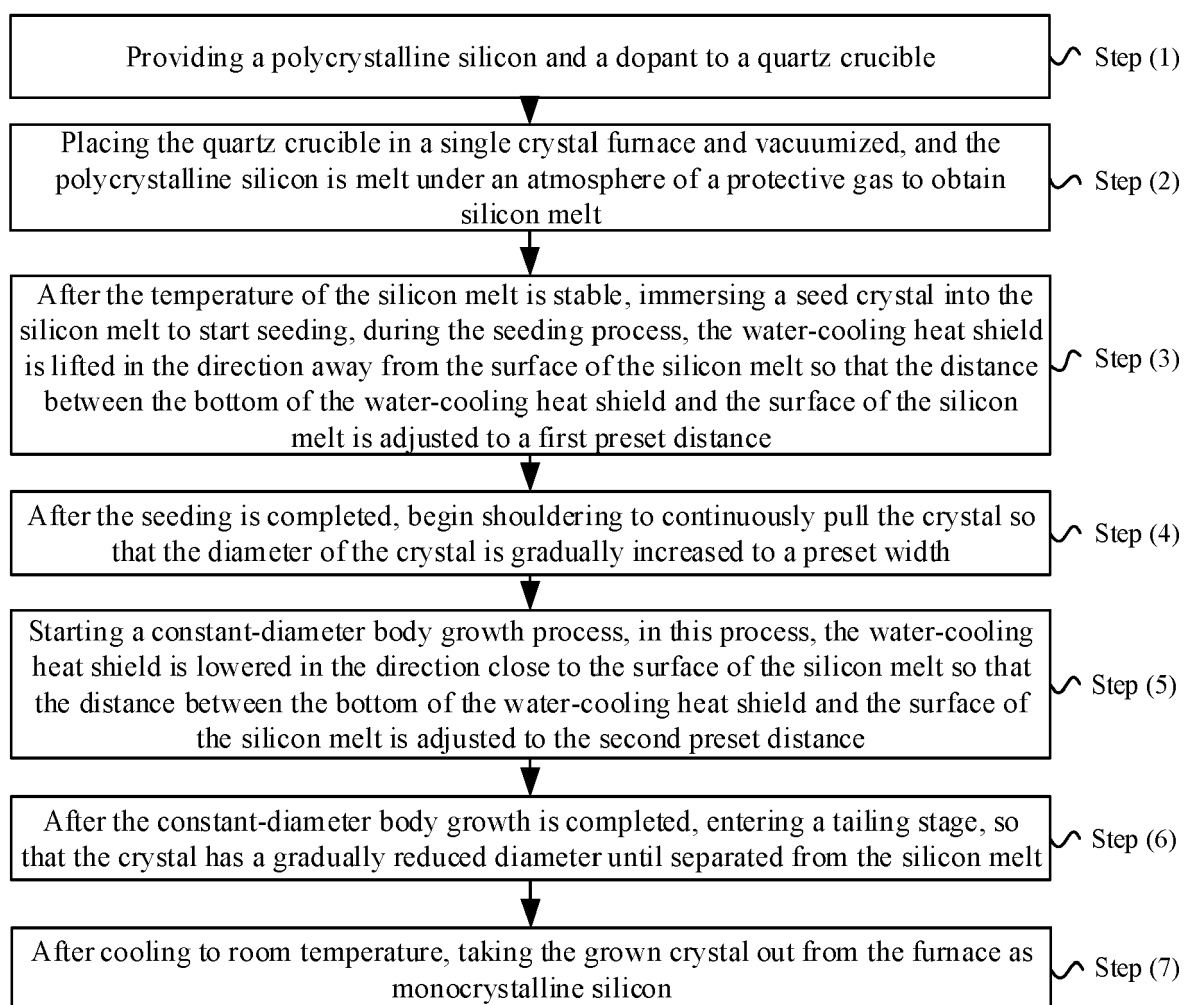 Providing a polycrystalline silicon and a dopant to a quartz crucible
Step (1)
Placing the quartz crucible in a single crystal furnace and vacuumized, and the
polycrystalline silicon is melt under an atmosphere of a protective gas to obtain
silicon melt
Step (2)
After the temperature of the silicon melt is stable, immersing a seed crystal into the
silicon melt to start seeding, during the seeding process, the water-cooling heat shield
is lifted in the direction away from the surface of the silicon melt so that the distance
between the bottom of the water-cooling heat shield and the surface of the silicon
melt is adjusted to a first preset distance
Step (3)
After the seeding is completed, begin shouldering to continuously pull the crystal so
that the diameter of the crystal is gradually increased to a preset width
Step (4)
Starting a constant-diameter body growth process, in this process, the water-cooling
heat shield is lowered in the direction close to the surface of the silicon melt so that
the distance between the bottom of the water-cooling heat shield and the surface of
the silicon melt is adjusted to the second preset distance
Step (5)
After the constant-diameter body growth is completed, entering a tailing stage, so
that the crystal has a gradually reduced diameter until separated from the silicon melt
Step (6)
After cooling to room temperature, taking the grown crystal out from the furnace as
monocrystalline silicon
Step (7)